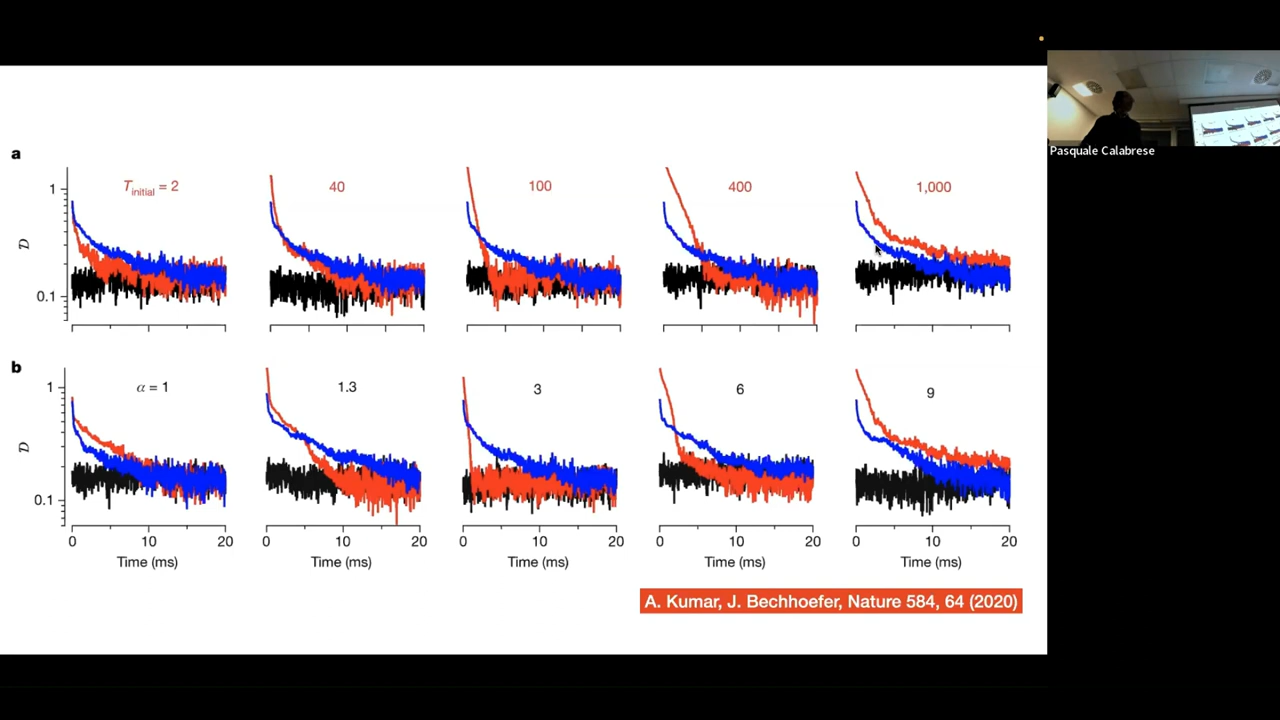 a
T initial = 2
40
100
400
1,000
1
D
0.1
b
α = 1
1.3
3
6
9
1
D
0.1
0 10 20 0 10 20 0 10 20 0 10 20 0 10 20
Time (ms) Time (ms) Time (ms) Time (ms) Time (ms)
A. Kumar, J. Bechhoefer, Nature 584, 64 (2020)
Pasquale Calabrese